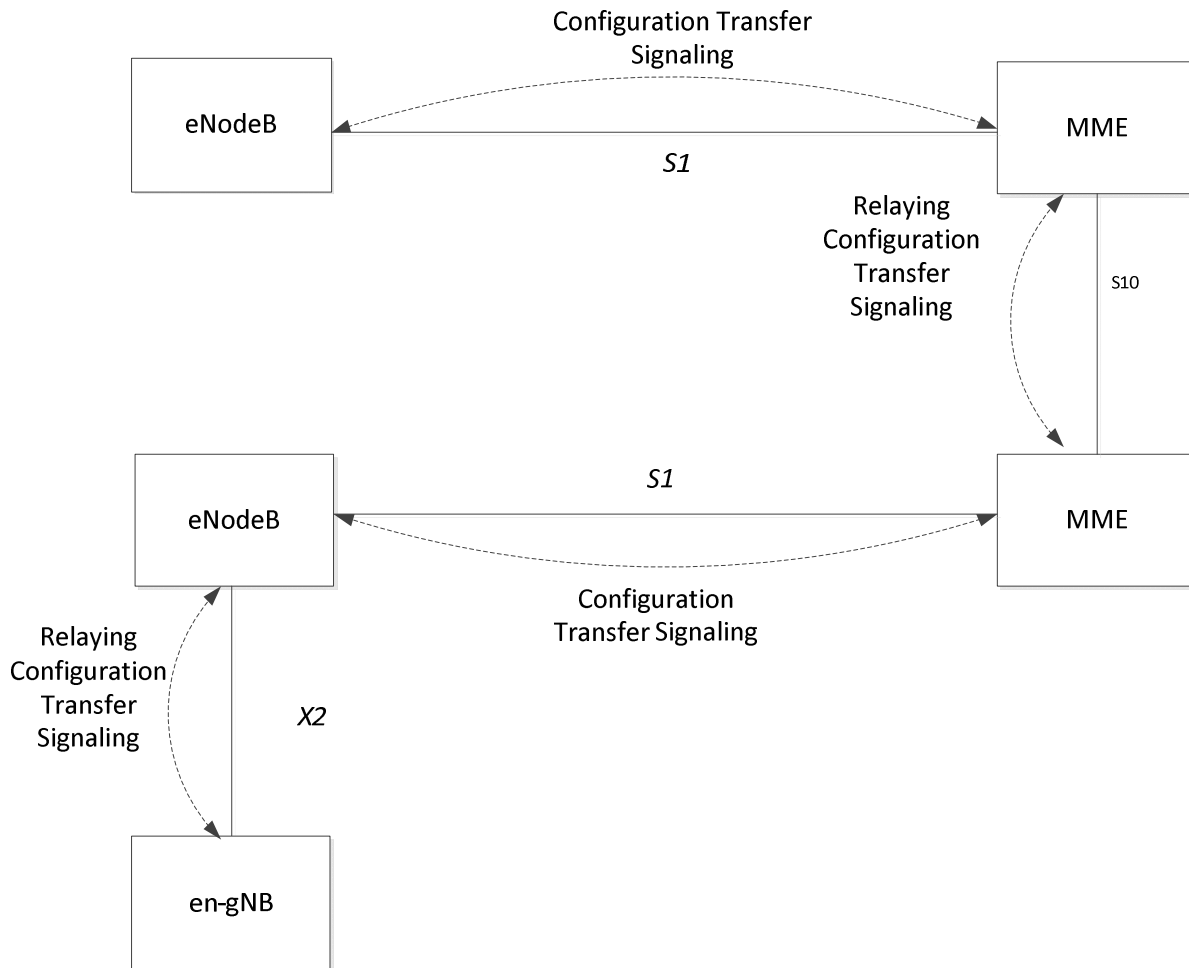 Configuration Transfer
Signaling
eNodeB
MME
S1
Relaying
Configuration
Transfer
Signaling
S10
eNodeB
S1
MME
Configuration
Transfer Signaling
Relaying
Configuration
Transfer
Signaling
X2
en-gNB